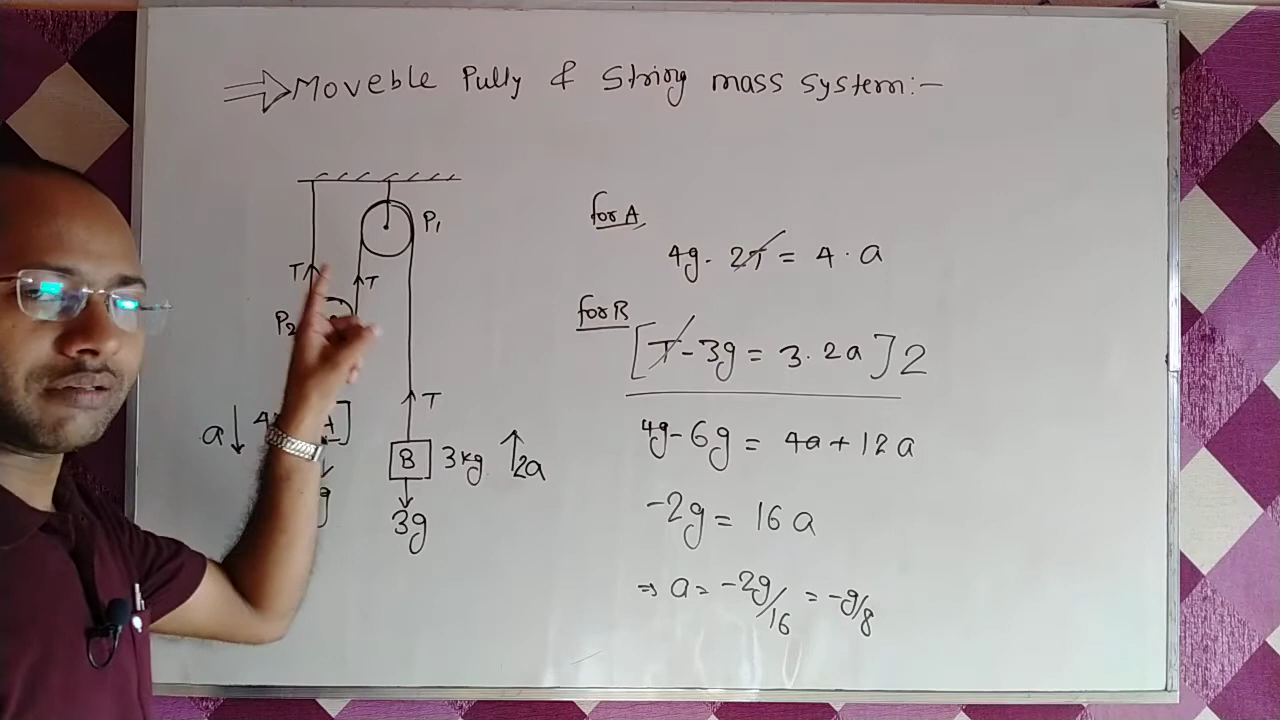 ⇒ Moveble Pully & String mass system:-
P₁
for A
4g - 2T = 4 · a
T
T
for B
P₂
[T - 3g = 3 · 2a] 2
T
a↓
B 3kg ↑2a
4g - 6g = 4a + 12a
3g
-2g = 16a
⇒ a = -2g/16 = -g/8